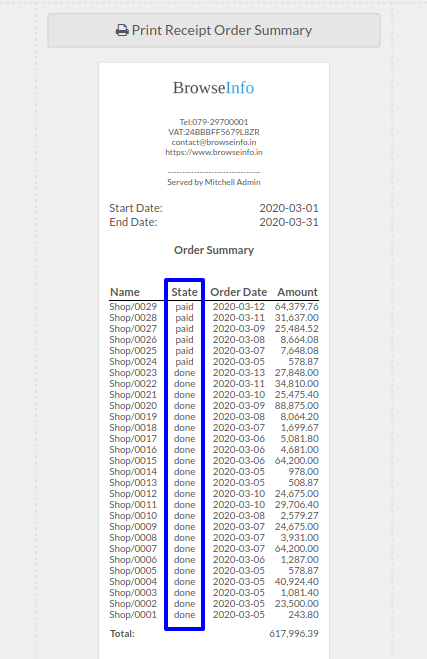 Print Receipt Order Summary
BrowseInfo
Tel:079-29700001
VAT:24BBBFF5679L8ZR
contact@browseinfo.in
https://www.browseinfo.in
--------------------------------
Served by Mitchell Admin
Start Date: 2020-03-01
End Date: 2020-03-31
Order Summary
Name State Order Date Amount
Shop/0029 paid 2020-03-12 64,379.76
Shop/0028 paid 2020-03-11 31,637.00
Shop/0027 paid 2020-03-09 25,484.52
Shop/0026 paid 2020-03-08 8,664.08
Shop/0025 paid 2020-03-07 7,648.08
Shop/0024 paid 2020-03-05 578.87
Shop/0023 done 2020-03-13 27,848.00
Shop/0022 done 2020-03-11 34,810.00
Shop/0021 done 2020-03-10 25,475.40
Shop/0020 done 2020-03-09 88,875.00
Shop/0019 done 2020-03-08 8,064.20
Shop/0018 done 2020-03-07 1,699.67
Shop/0017 done 2020-03-06 5,081.80
Shop/0016 done 2020-03-06 4,681.00
Shop/0015 done 2020-03-06 64,200.00
Shop/0014 done 2020-03-05 978.00
Shop/0013 done 2020-03-05 508.87
Shop/0012 done 2020-03-10 24,675.00
Shop/0011 done 2020-03-10 29,706.40
Shop/0010 done 2020-03-08 2,579.27
Shop/0009 done 2020-03-07 24,675.00
Shop/0008 done 2020-03-07 3,931.00
Shop/0007 done 2020-03-07 64,200.00
Shop/0006 done 2020-03-06 1,287.00
Shop/0005 done 2020-03-05 578.87
Shop/0004 done 2020-03-05 40,924.40
Shop/0003 done 2020-03-05 1,081.40
Shop/0002 done 2020-03-05 23,500.00
Shop/0001 done 2020-03-05 243.80
Total: 617,996.39